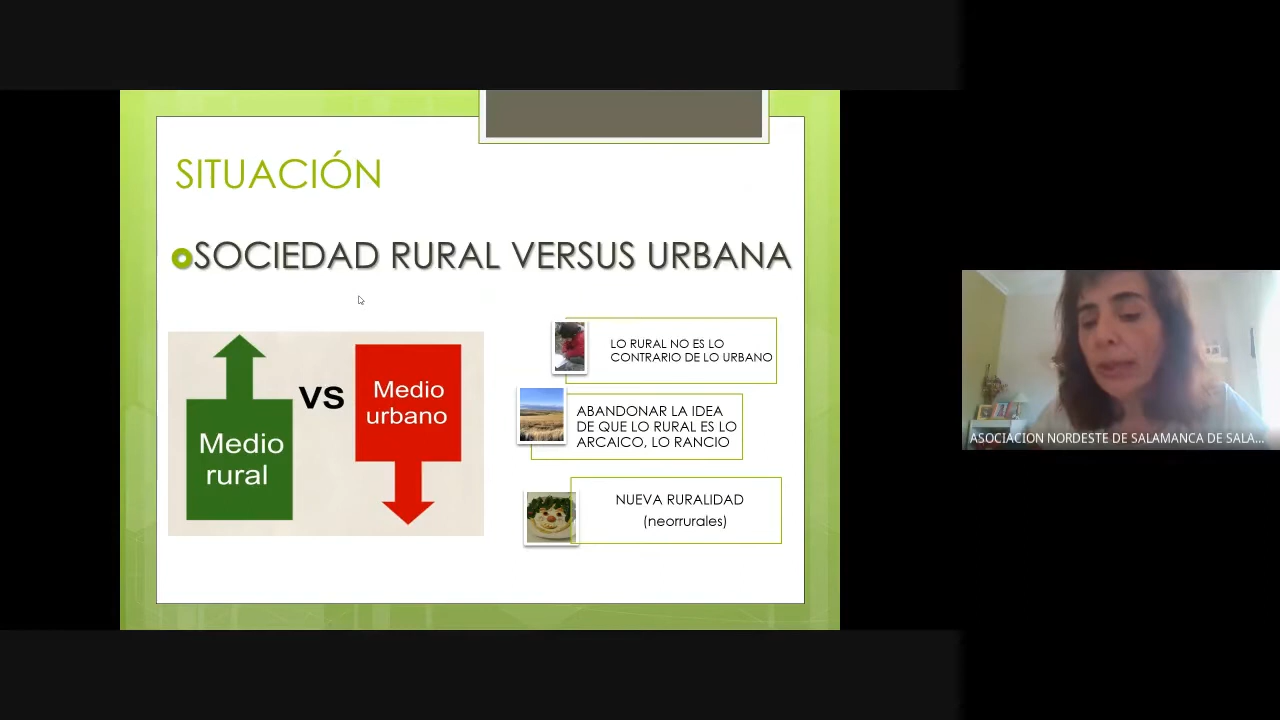 SITUACIÓN
SOCIEDAD RURAL VERSUS URBANA
Medio
rural
VS
Medio
urbano
LO RURAL NO ES LO
CONTRARIO DE LO URBANO
ABANDONAR LA IDEA
DE QUE LO RURAL ES LO
ARCAICO, LO RANCIO
NUEVA RURALIDAD
(neorrurales)
ASOCIACION NORDESTE DE SALAMANCA DE SALA...